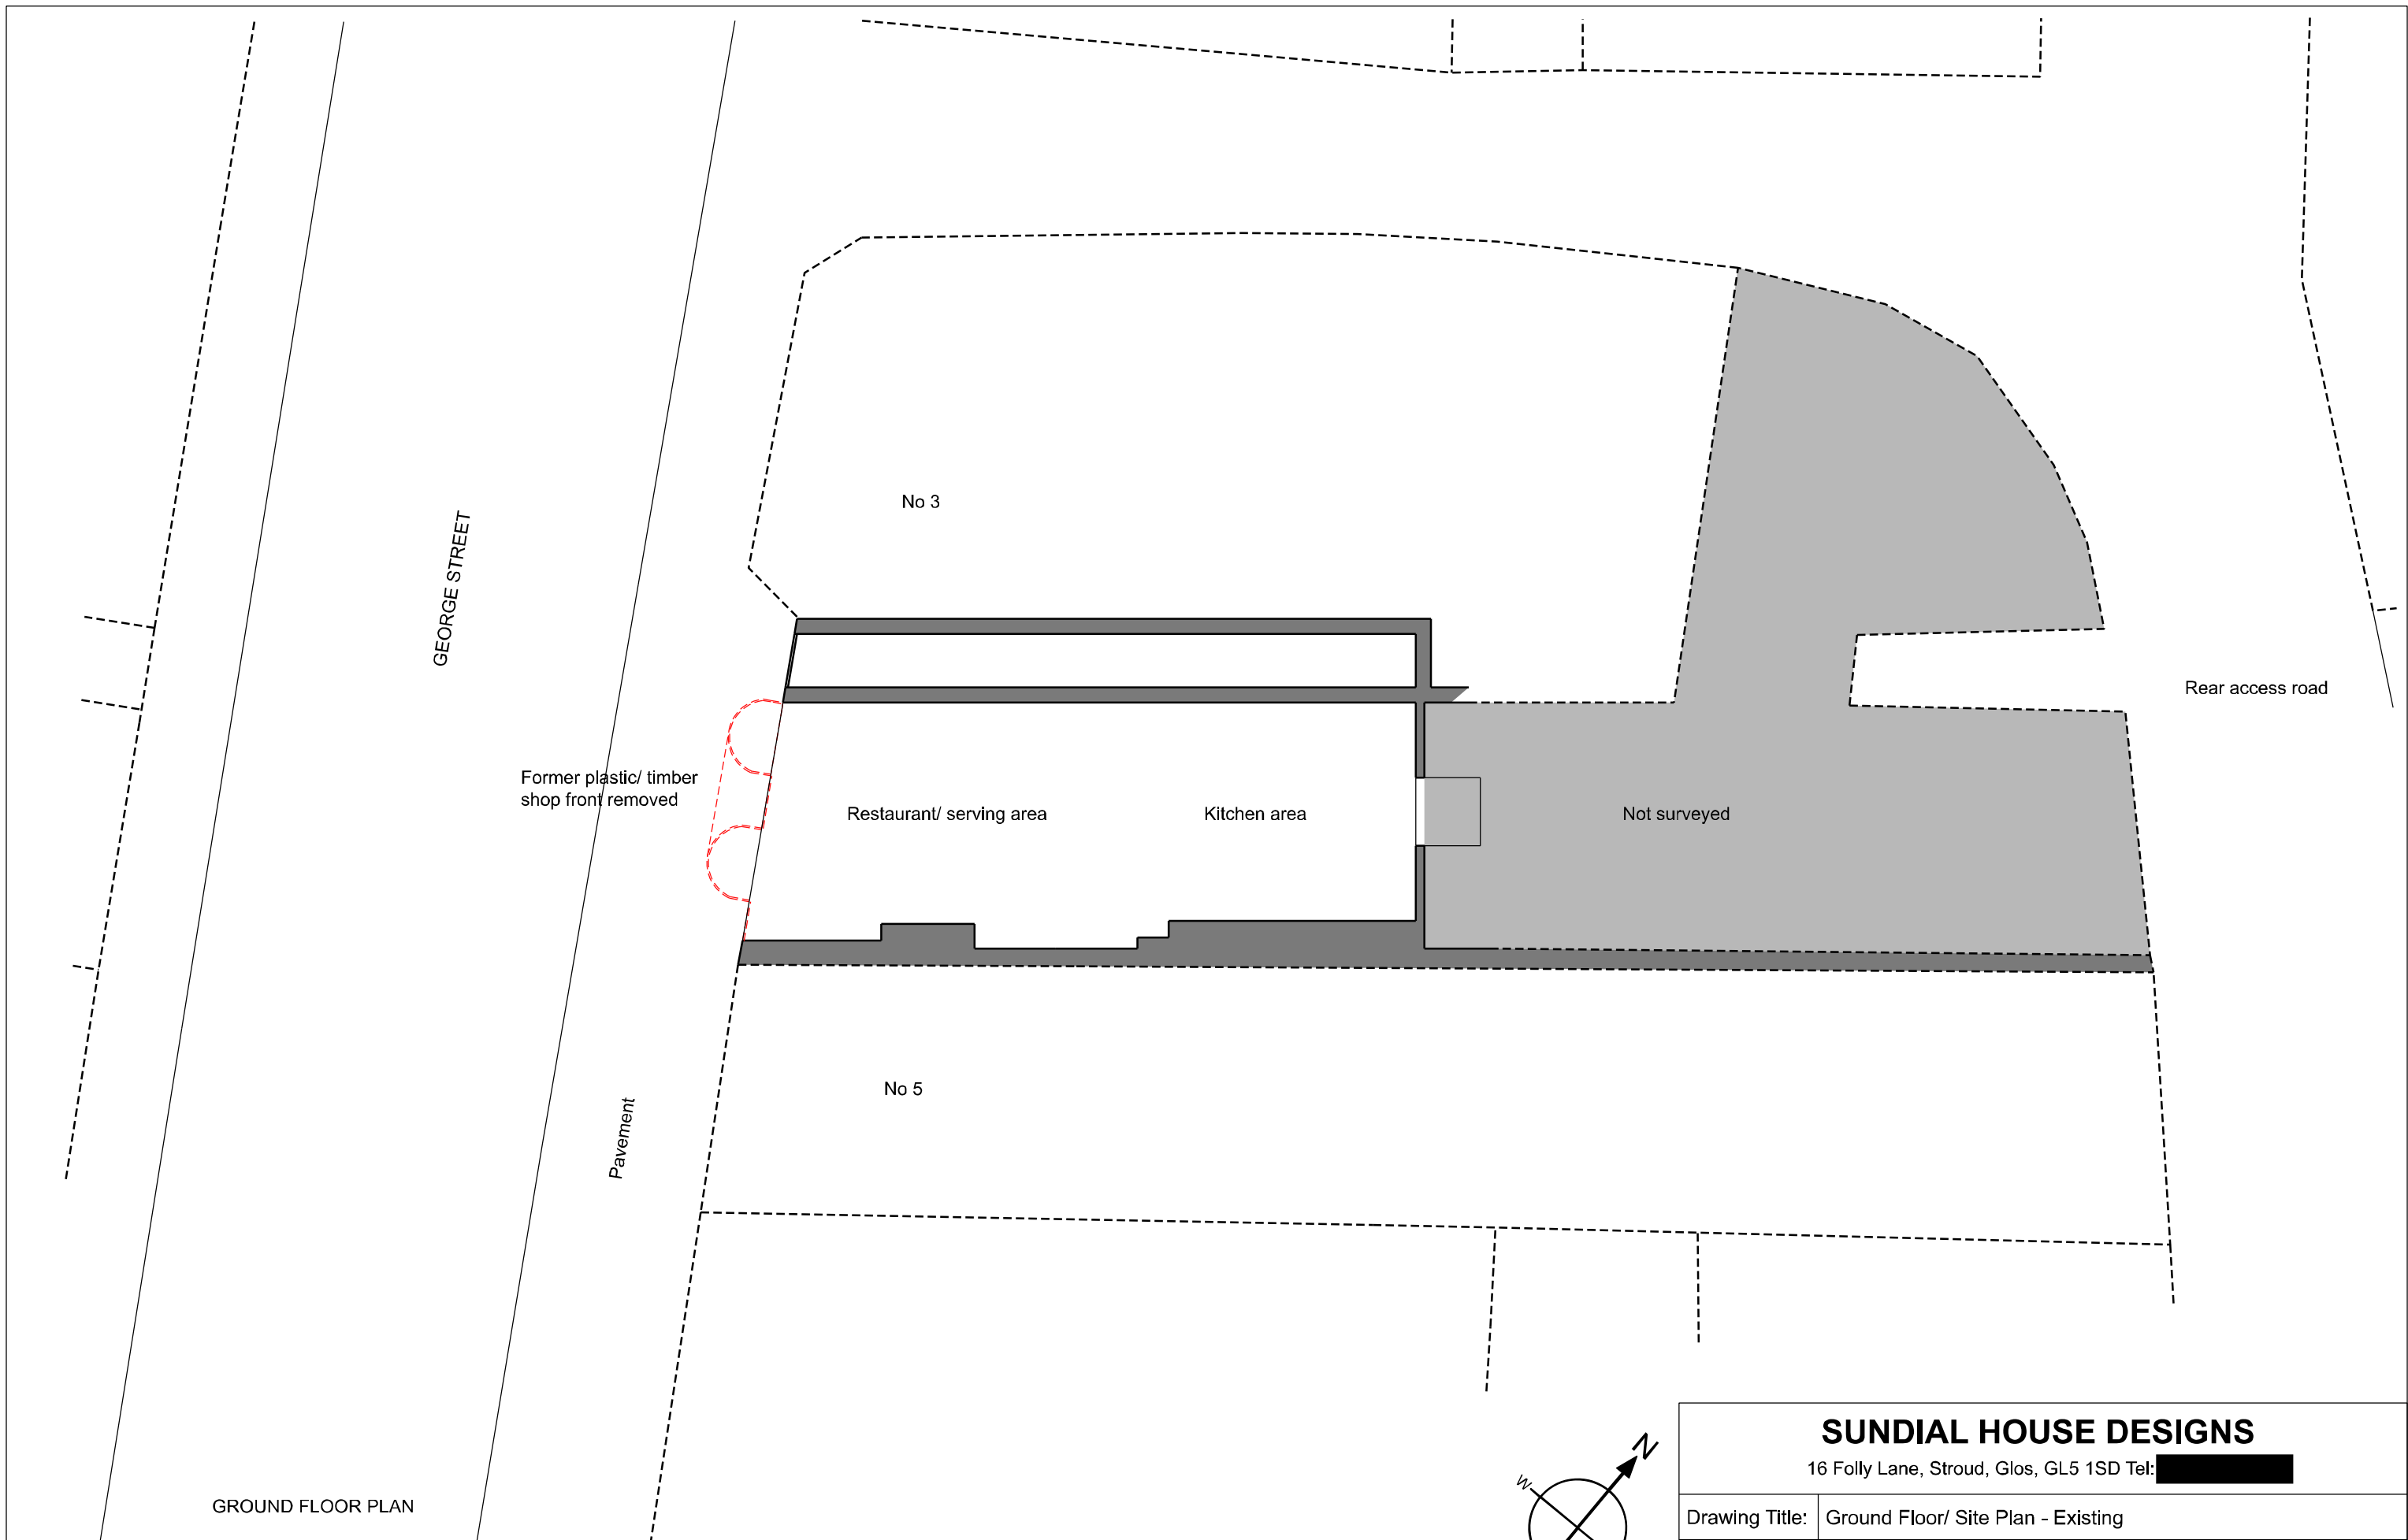 No 3
GEORGE STREET
Rear access road
Former plastic/ timber
shop front removed
Restaurant/ serving area
Kitchen area
Not surveyed
No 5
Pavement
N
W
SUNDIAL HOUSE DESIGNS
16 Folly Lane, Stroud, Glos, GL5 1SD Tel:
GROUND FLOOR PLAN
Drawing Title: Ground Floor/ Site Plan - Existing